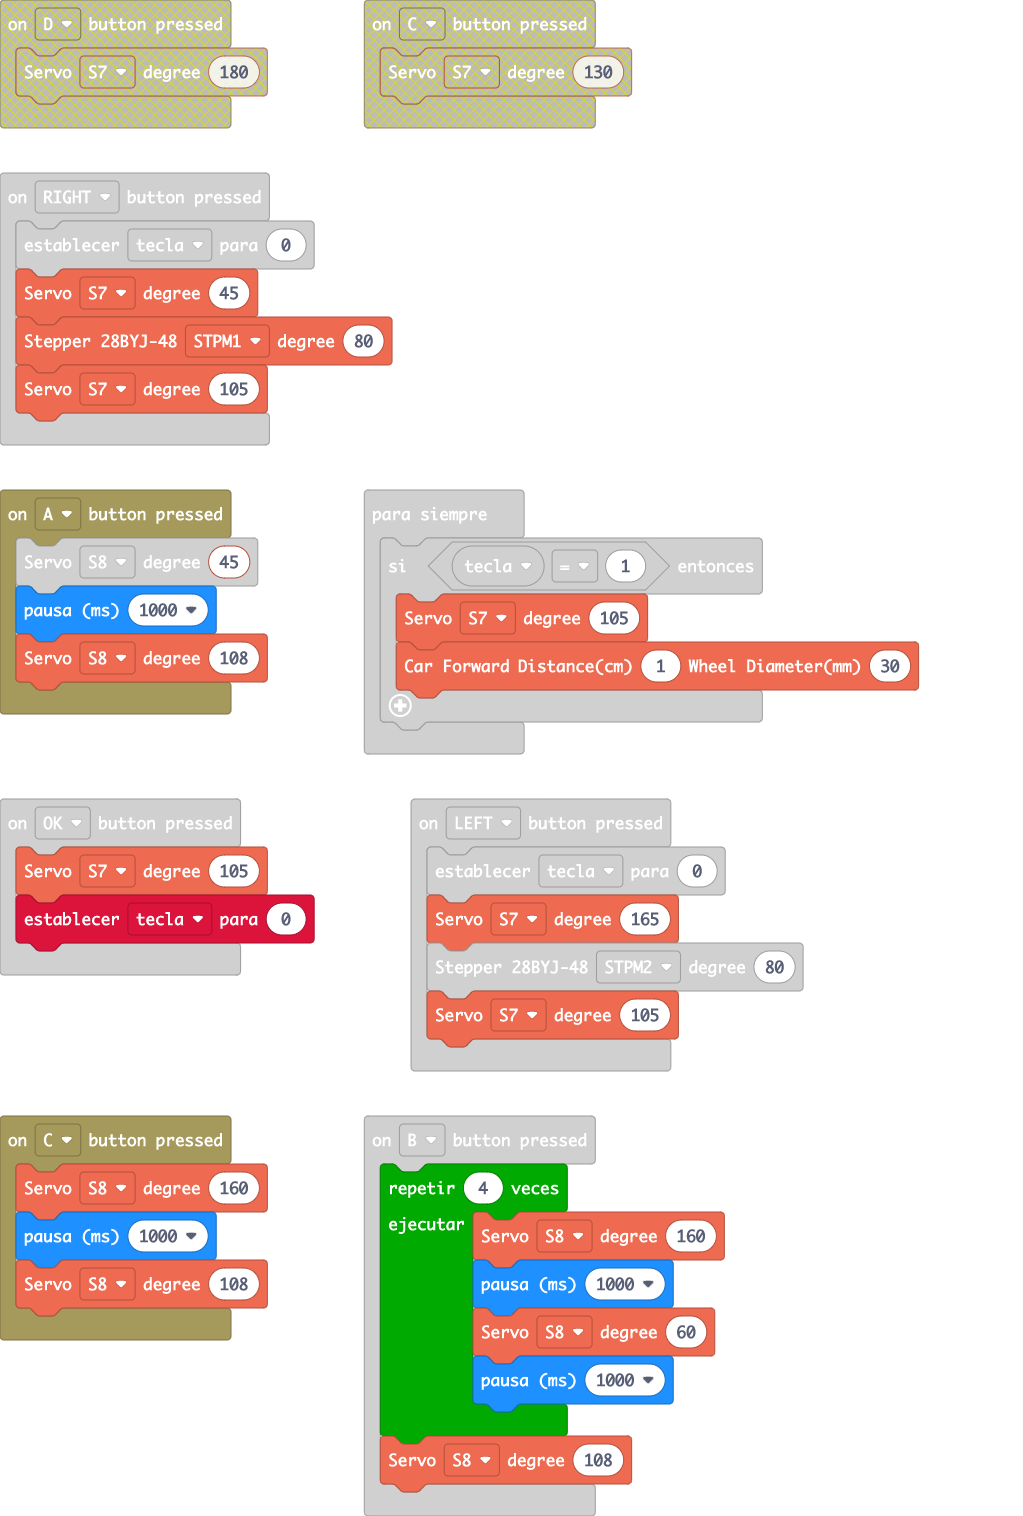 on D button pressed
Servo S7 degree 180
on C button pressed
Servo S7 degree 130
on RIGHT button pressed
establecer tecla para 0
Servo S7 degree 45
Stepper 28BYJ-48 STPM1 degree 80
Servo S7 degree 105
on A button pressed
Servo S8 degree 45
pausa (ms) 1000
Servo S8 degree 108
para siempre
si tecla = 1 entonces
Servo S7 degree 105
Car Forward Distance(cm) 1 Wheel Diameter(mm) 30
on OK button pressed
Servo S7 degree 105
establecer tecla para 0
on LEFT button pressed
establecer tecla para 0
Servo S7 degree 165
Stepper 28BYJ-48 STPM2 degree 80
Servo S7 degree 105
on C button pressed
Servo S8 degree 160
pausa (ms) 1000
Servo S8 degree 108
on B button pressed
repetir 4 veces
ejecutar
Servo S8 degree 160
pausa (ms) 1000
Servo S8 degree 60
pausa (ms) 1000
Servo S8 degree 108